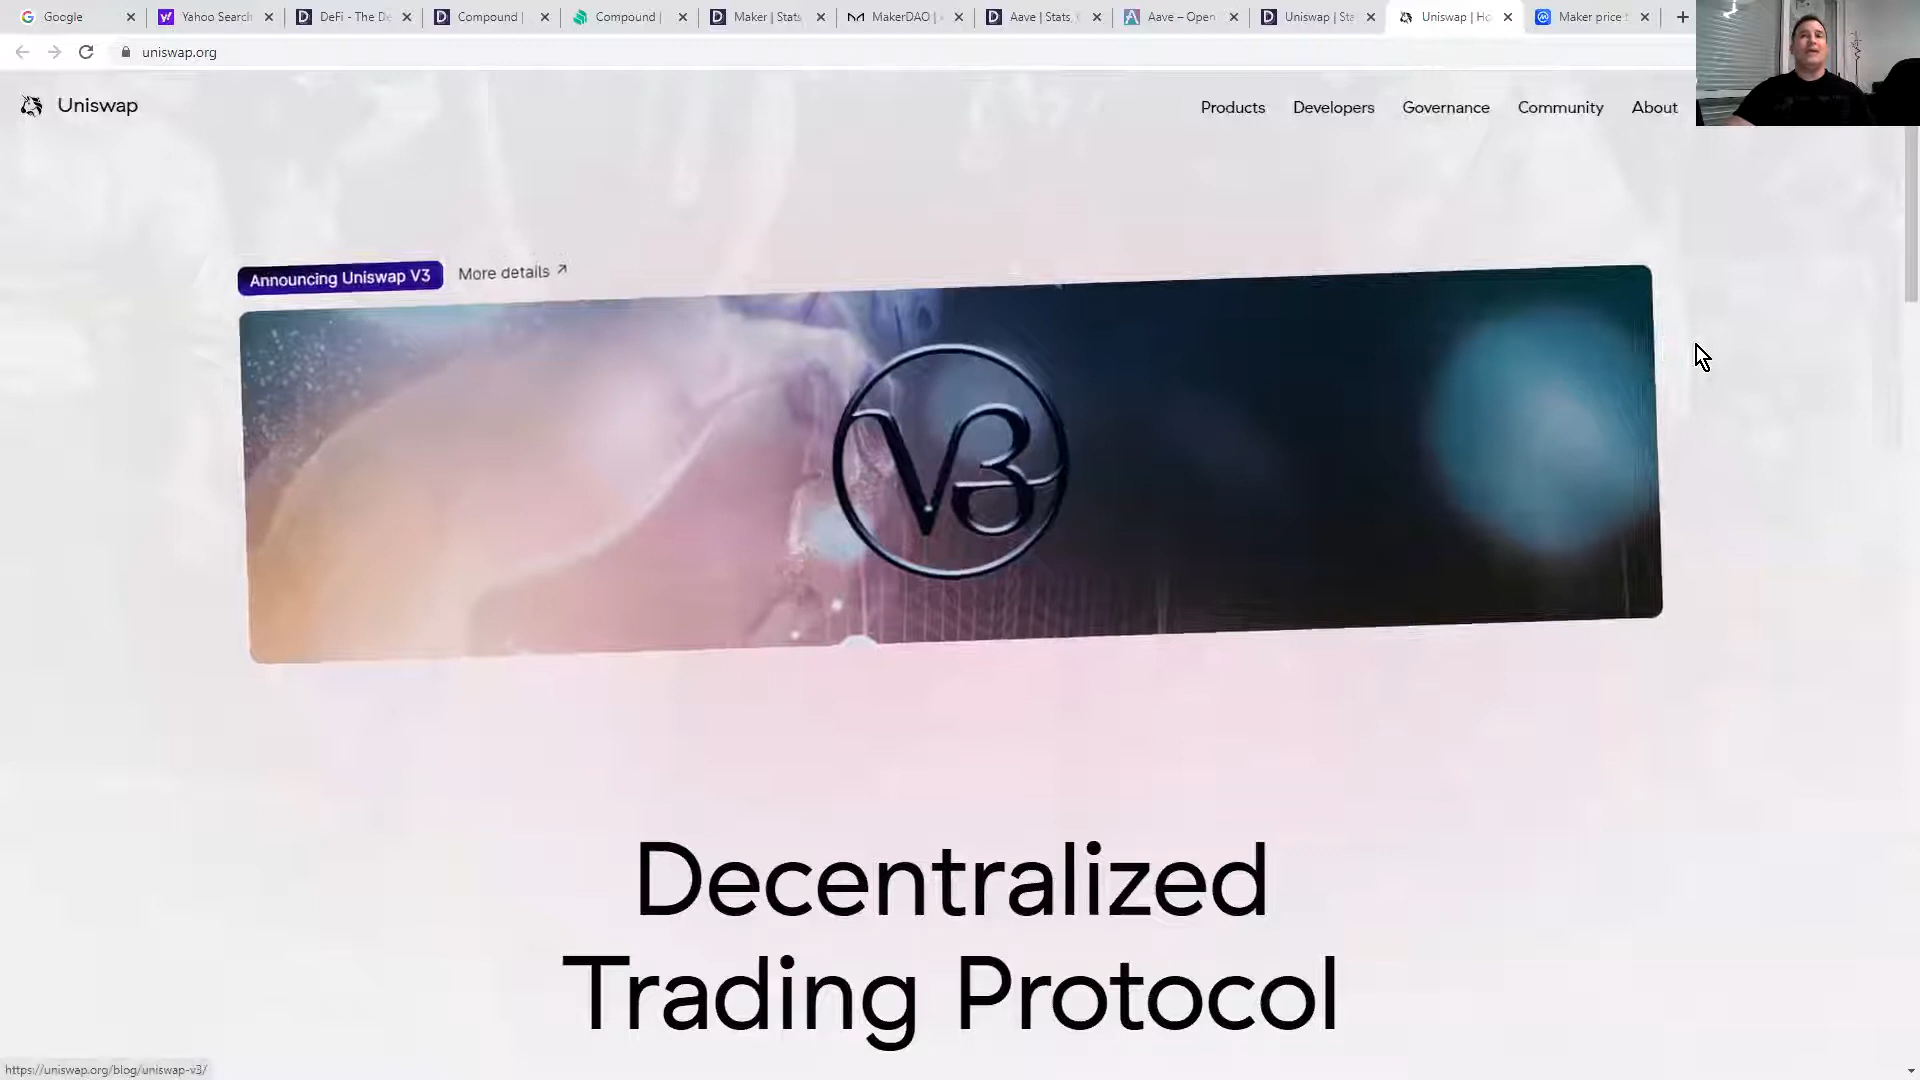 Google
Yahoo Search
DeFi - The De
Compound |
Compound |
Maker | Stats,
MakerDAO |
Aave | Stats,
Aave – Open
Uniswap | Sta
Uniswap | Ho
Maker price t
uniswap.org
Uniswap
Products
Developers
Governance
Community
About
Announcing Uniswap V3
More details ↗
V3
Decentralized
Trading Protocol
https://uniswap.org/blog/uniswap-v3/